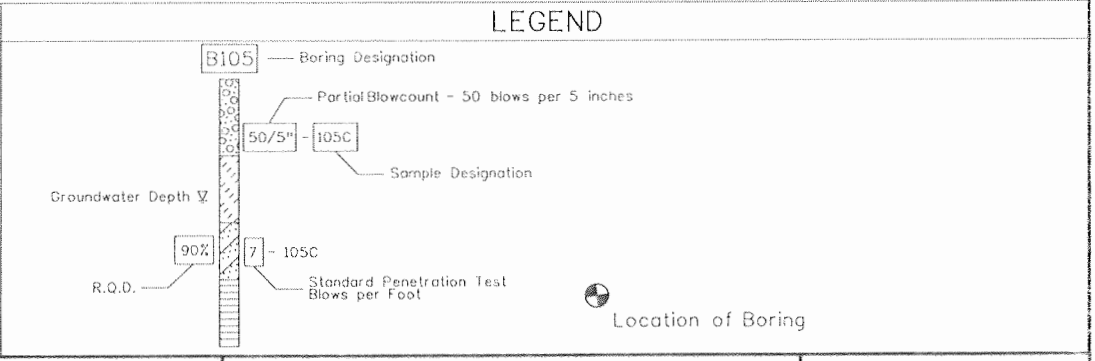 LEGEND
B105 Boring Designation
Partial Blowcount - 50 blows per 5 inches
50/5" - 105C
Sample Designation
Groundwater Depth
90% 7 - 105C
R.Q.D.
Standard Penetration Test
Blows per Foot
Location of Boring